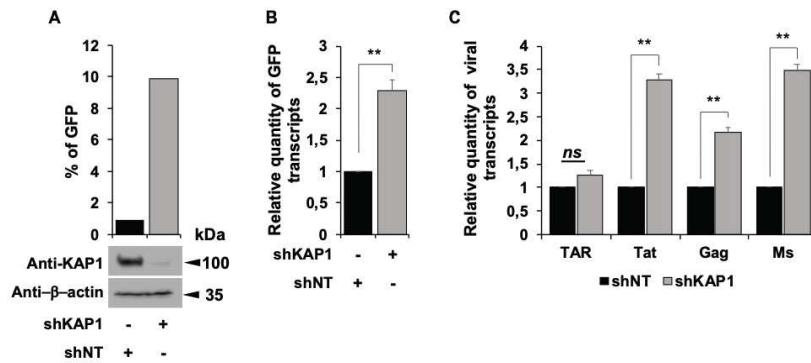 A
% of GFP
12
10
8
6
4
2
0
kDa
Anti-KAP1
100
Anti–β–actin
35
shKAP1 - +
shNT + -
B
Relative quantity of GFP
transcripts
3
2,5
2
1,5
1
0,5
0
**
shKAP1 - +
shNT + -
C
Relative quantity of viral
transcripts
4
3,5
3
2,5
2
1,5
1
0,5
0
ns
**
**
**
TAR Tat Gag Ms
shNT shKAP1